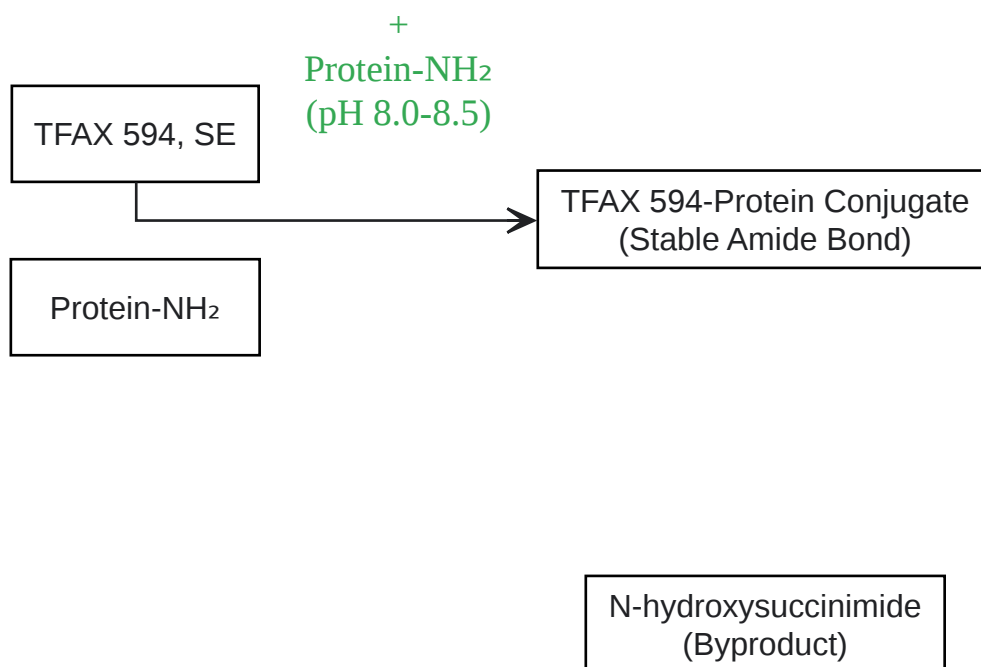 +
Protein-NH₂
(pH 8.0-8.5)
TFAX 594, SE
TFAX 594-Protein Conjugate
(Stable Amide Bond)
Protein-NH₂
N-hydroxysuccinimide
(Byproduct)